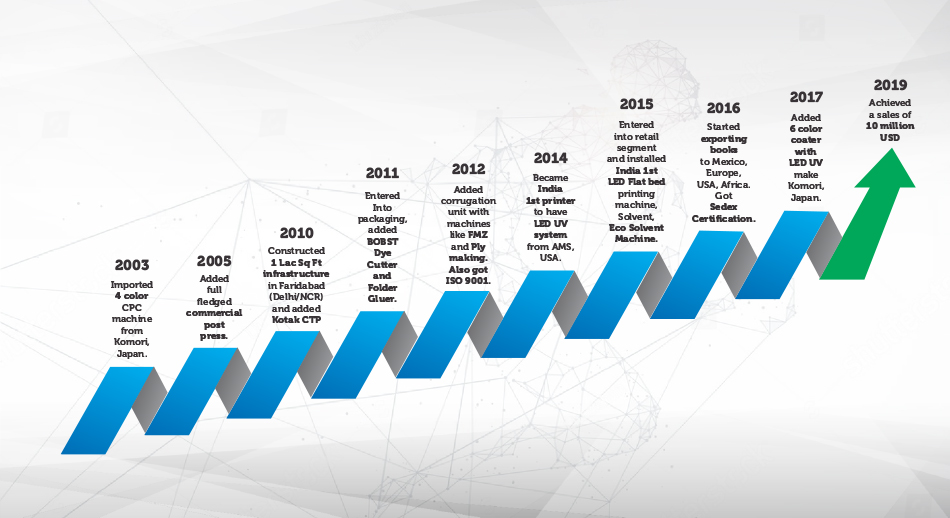 2003
Imported
4 color
CPC
machine
from
Komori,
Japan.
2005
Added
full
fledged
commercial
post
press.
2010
Constructed
1 Lac Sq Ft
infrastructure
in Faridabad
(Delhi/NCR)
and added
Kotak CTP
2011
Entered
Into
packaging,
added
BOBST
Dye
Cutter
and
Folder
Gluer.
2012
Added
corrugation
unit with
machines
like FMZ
and Ply
making.
Also got
ISO 9001.
2014
Became
India
1st printer
to have
LED UV
system
from AMS,
USA.
2015
Entered
into retail
segment
and installed
India 1st
LED Flat bed
printing
machine,
Solvent,
Eco Solvent
Machine.
2016
Started
exporting
books
to Mexico,
Europe,
USA, Africa.
Got
Sedex
Certification.
2017
Added
6 color
coater
with
LED UV
make
Komori,
Japan.
2019
Achieved
a sales of
10 million
USD